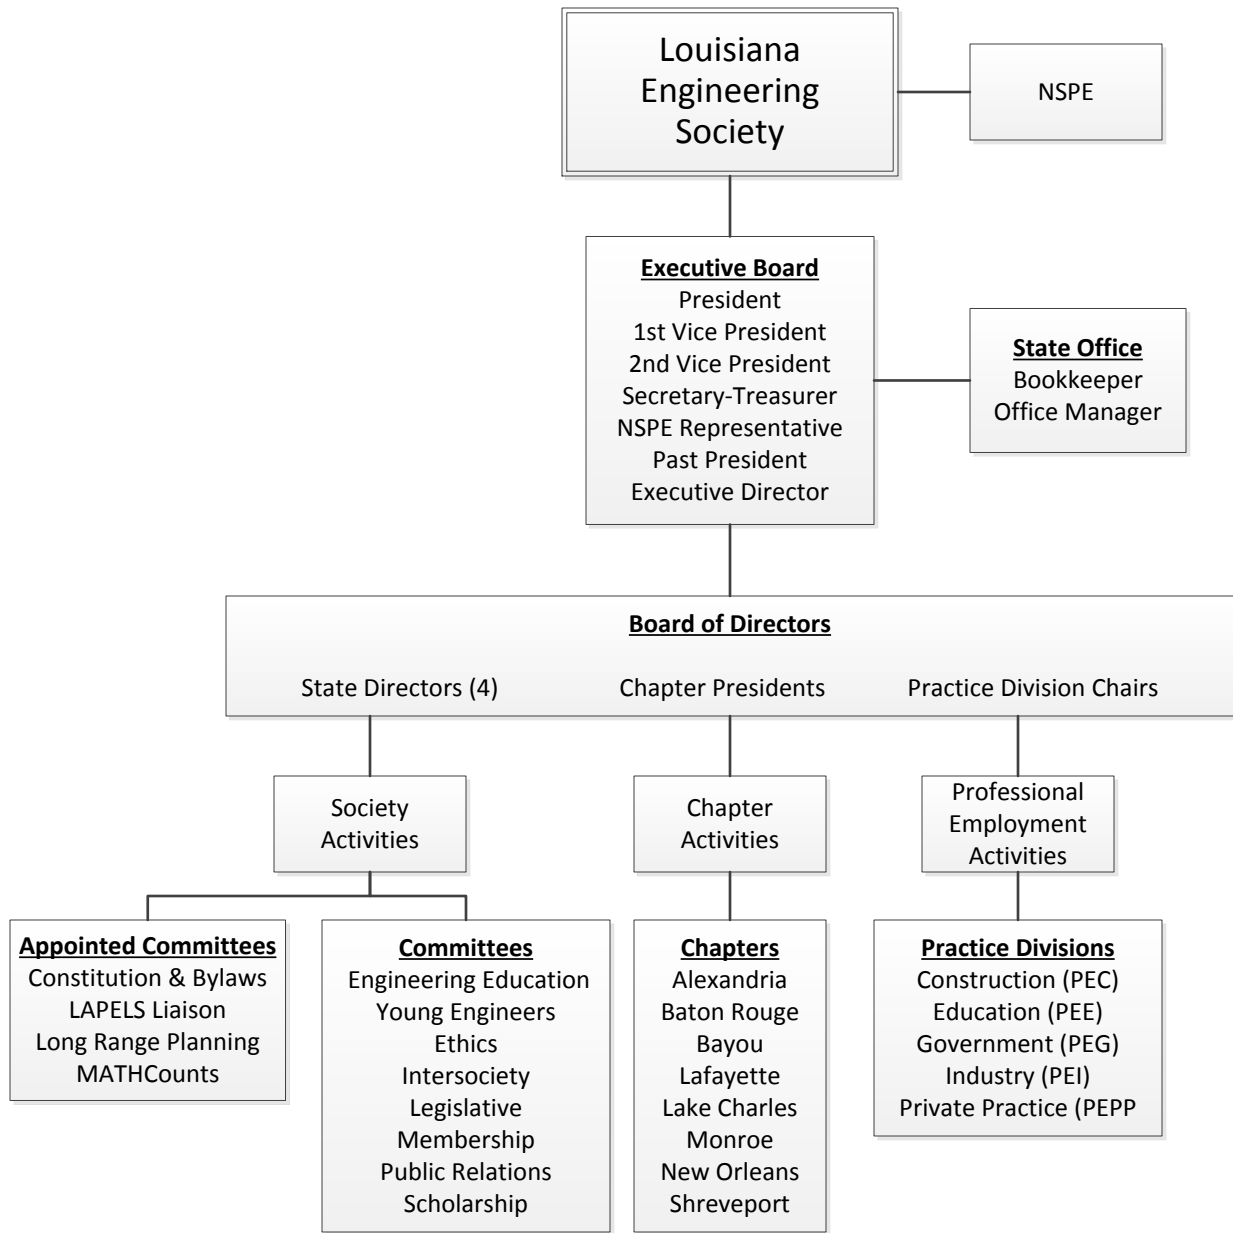 Louisiana
Engineering
Society
NSPE
Executive Board
President
1st Vice President
2nd Vice President
Secretary-Treasurer
NSPE Representative
Past President
Executive Director
State Office
Bookkeeper
Office Manager
Board of Directors
State Directors (4) Chapter Presidents Practice Division Chairs
Society
Activities
Chapter
Activities
Professional
Employment
Activities
Appointed Committees
Constitution & Bylaws
LAPELS Liaison
Long Range Planning
MATHCounts
Committees
Engineering Education
Young Engineers
Ethics
Intersociety
Legislative
Membership
Public Relations
Scholarship
Chapters
Alexandria
Baton Rouge
Bayou
Lafayette
Lake Charles
Monroe
New Orleans
Shreveport
Practice Divisions
Construction (PEC)
Education (PEE)
Government (PEG)
Industry (PEI)
Private Practice (PEPP